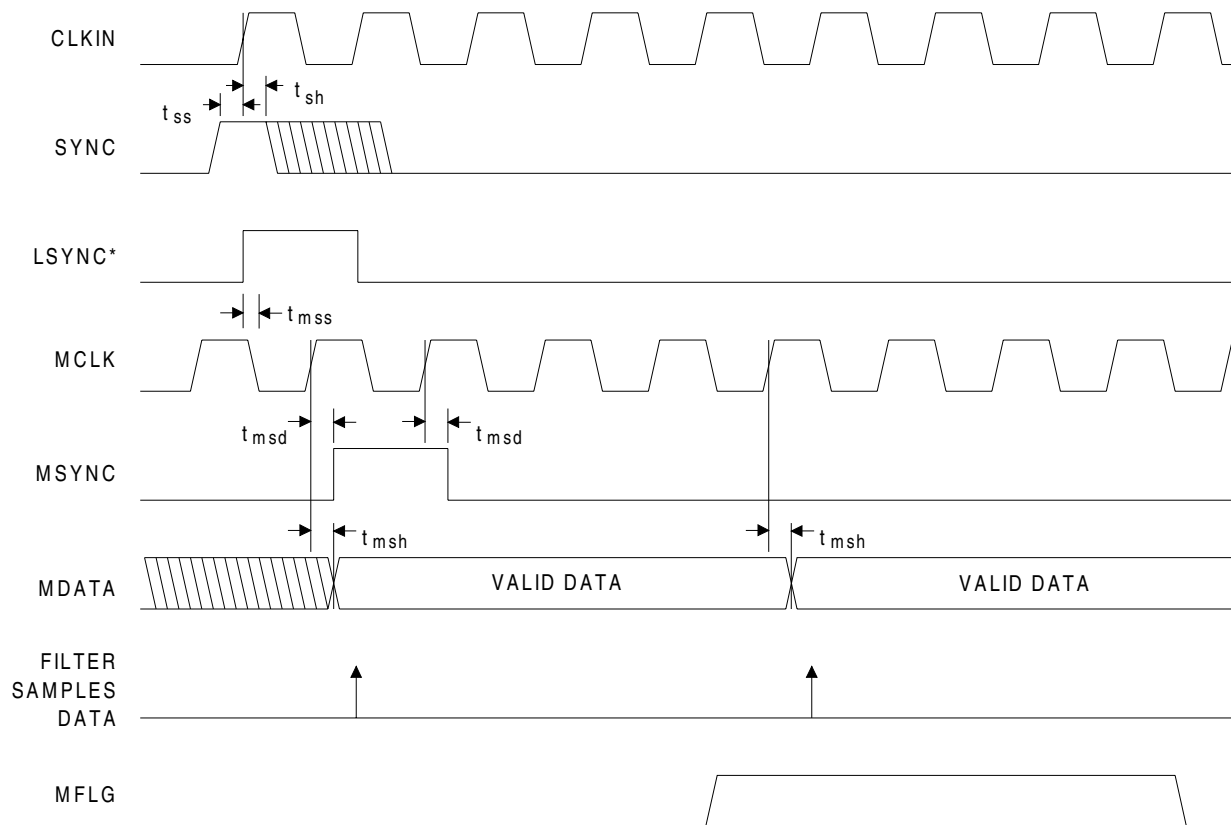 CLKIN
t sh
t ss
SYNC
LSYNC*
t mss
MCLK
t msd
t msd
MSYNC
t msh
t msh
MDATA
VALID DATA
VALID DATA
FILTER
SAMPLES
DATA
MFLG